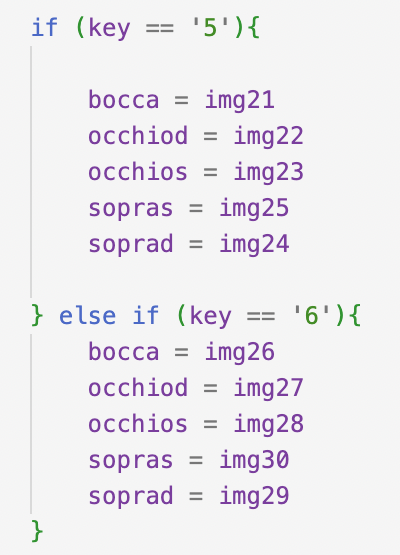 if (key == '5'){
bocca = img21
occhiod = img22
occhios = img23
sopras = img25
soprad = img24
} else if (key == '6'){
bocca = img26
occhiod = img27
occhios = img28
sopras = img30
soprad = img29
}